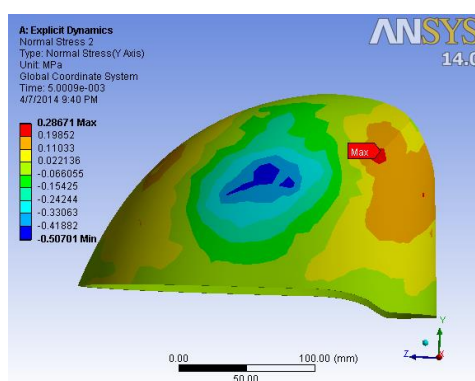 A: Explicit Dynamics
Normal Stress 2
Type: Normal Stress(Y Axis)
Unit: MPa
Global Coordinate System
Time: 5.0009e-003
4/7/2014 9:40 PM
0.28671 Max
0.19852
0.11033
0.022136
-0.066055
-0.15425
-0.24244
-0.33063
-0.41882
-0.50701 Min
ANSYS
14.0
Max
0.00
100.00 (mm)
50.00
Y
Z
X